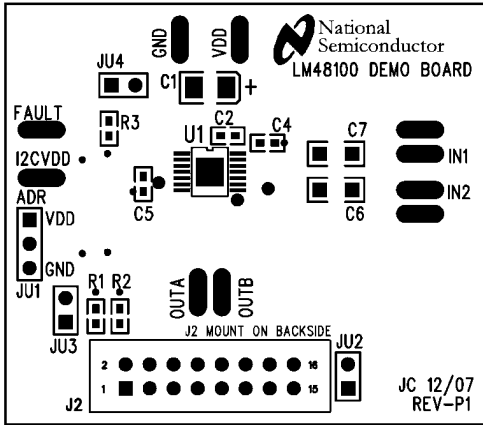 GND
VDD
National
Semiconductor
LM48100 DEMO BOARD
JU4
C1
+
FAULT
R3
U1
C2
C4
C7
IN1
I2CVDD
ADR
VDD
C5
IN2
C6
GND
JU1
R1
R2
OUTA
OUTB
JU3
J2 MOUNT ON BACKSIDE
JU2
2
16
1
15
J2
JC 12/07
REV-P1